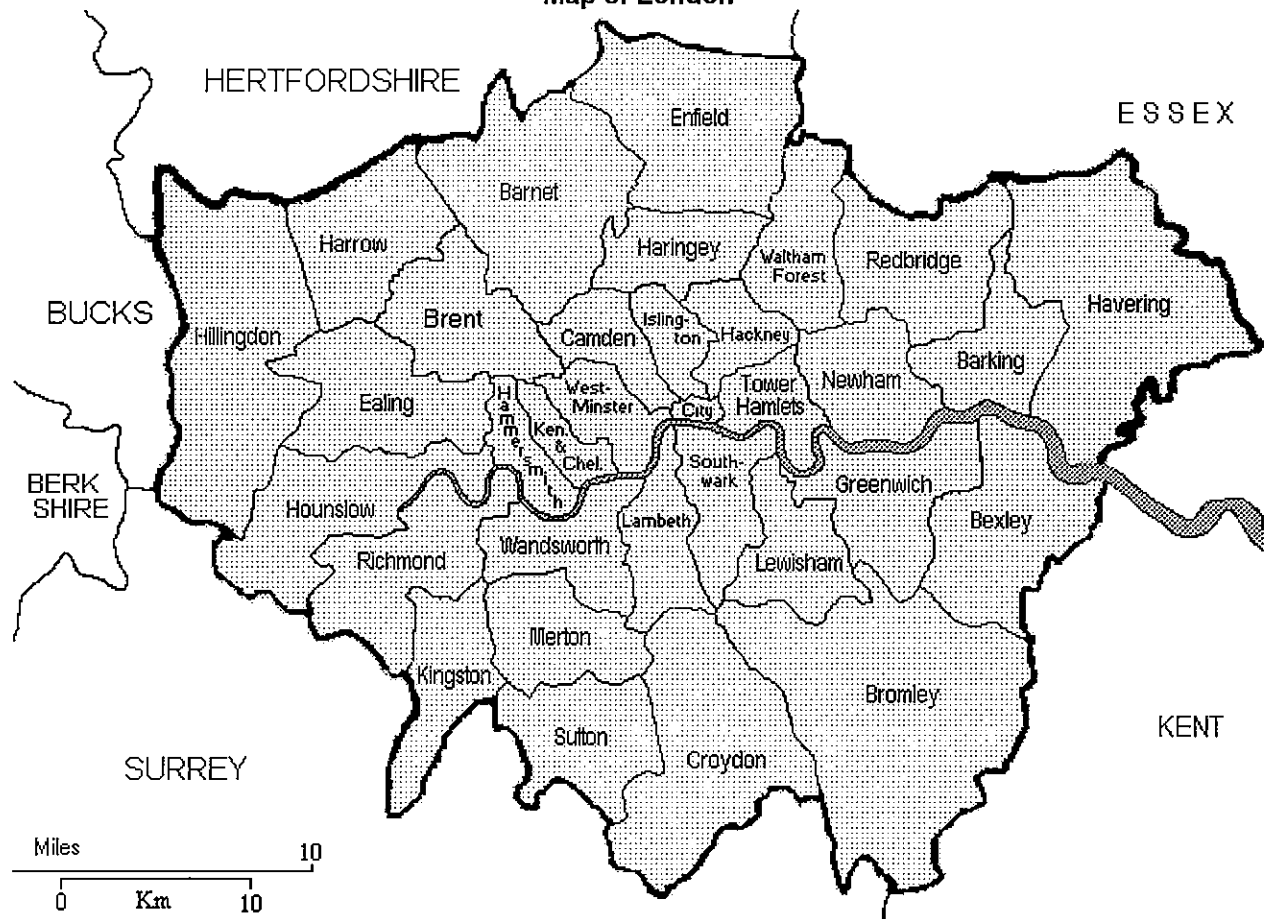 Map of London
HERTFORDSHIRE
ESSEX
Enfield
Barnet
Harrow
Haringey
Waltham
Forest
Redbridge
Havering
BUCKS
Hillingdon
Brent
Camden
Isling-
ton
Hackney
Barking
Ealing
West-
Minster
City
Tower
Hamlets
Newham
Hammersmith
Ken.
&
Chel.
BERK
SHIRE
Hounslow
South-
wark
Greenwich
Bexley
Richmond
Wandsworth
Lambeth
Lewisham
Merton
Kingston
Bromley
Sutton
Croydon
KENT
SURREY
Miles 10
0 Km 10